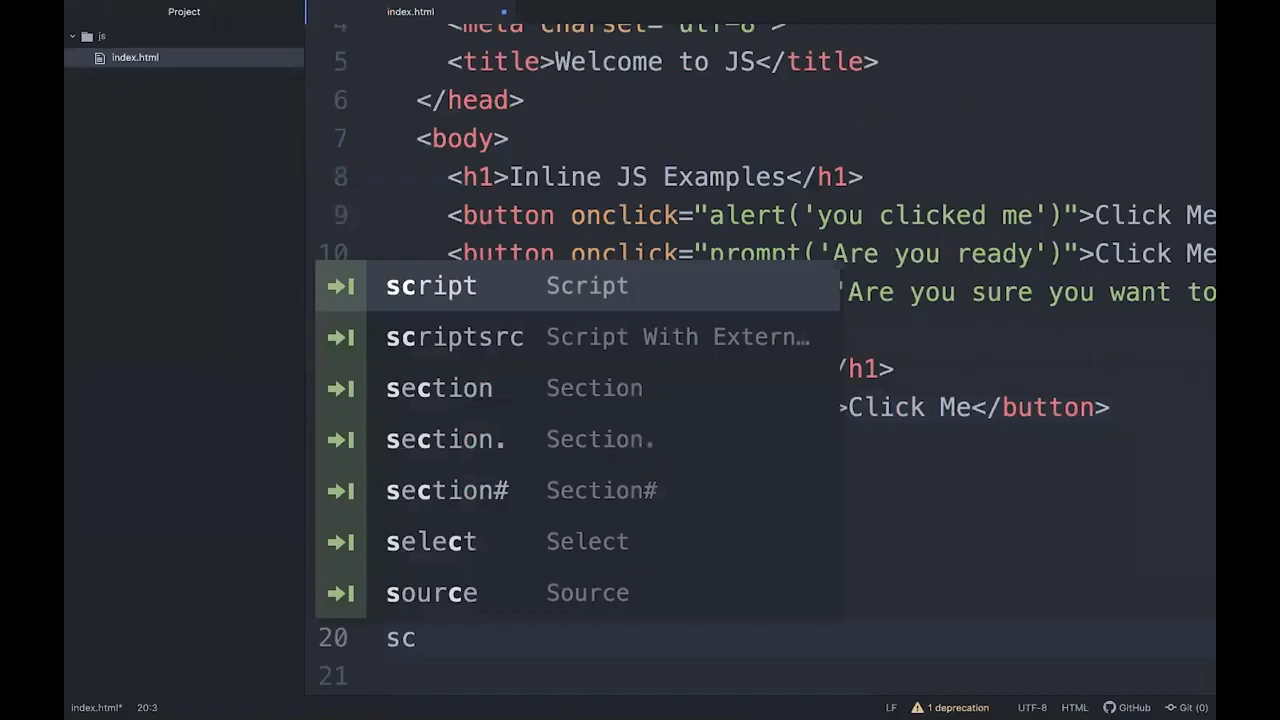 Project
index.html
js
index.html
4 <meta charset="utf-8">
5 <title>Welcome to JS</title>
6 </head>
7 <body>
8 <h1>Inline JS Examples</h1>
9 <button onclick="alert('you clicked me')">Click Me
10 <button onclick="prompt('Are you ready')">Click Me
'Are you sure you want to
/h1>
>Click Me</button>
script Script
scriptsrc Script With Extern…
section Section
section. Section.
section# Section#
select Select
source Source
20 sc
21
index.html* 20:3 LF 1 deprecation UTF-8 HTML GitHub Git (0)